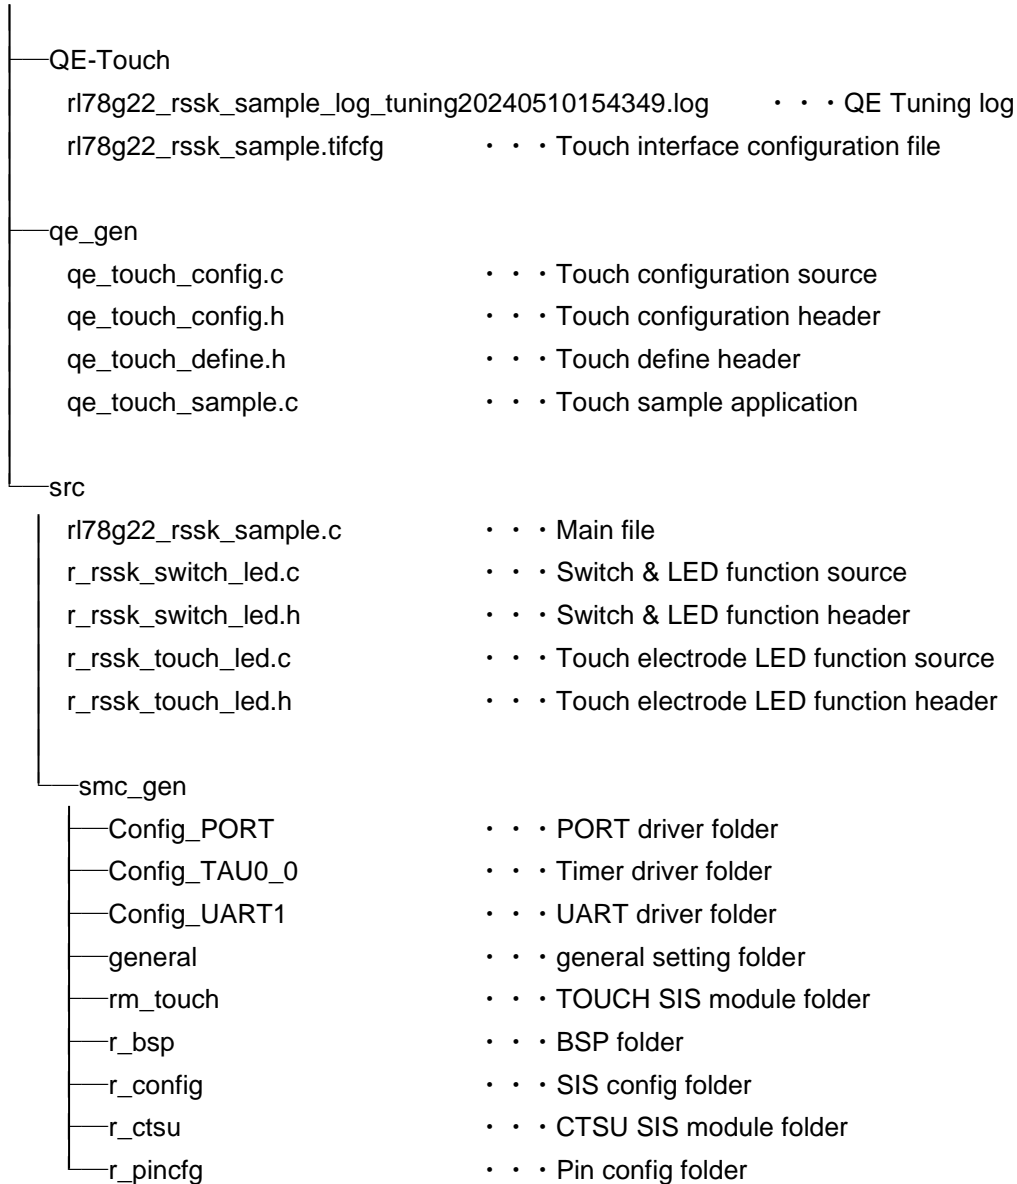 QE-Touch
rl78g22_rssk_sample_log_tuning20240510154349.log ・・・QE Tuning log
rl78g22_rssk_sample.tifcfg ・・・Touch interface configuration file
qe_gen
qe_touch_config.c ・・・Touch configuration source
qe_touch_config.h ・・・Touch configuration header
qe_touch_define.h ・・・Touch define header
qe_touch_sample.c ・・・Touch sample application
src
rl78g22_rssk_sample.c ・・・Main file
r_rssk_switch_led.c ・・・Switch & LED function source
r_rssk_switch_led.h ・・・Switch & LED function header
r_rssk_touch_led.c ・・・Touch electrode LED function source
r_rssk_touch_led.h ・・・Touch electrode LED function header
smc_gen
Config_PORT ・・・PORT driver folder
Config_TAU0_0 ・・・Timer driver folder
Config_UART1 ・・・UART driver folder
general ・・・general setting folder
rm_touch ・・・TOUCH SIS module folder
r_bsp ・・・BSP folder
r_config ・・・SIS config folder
r_ctsu ・・・CTSU SIS module folder
r_pincfg ・・・Pin config folder